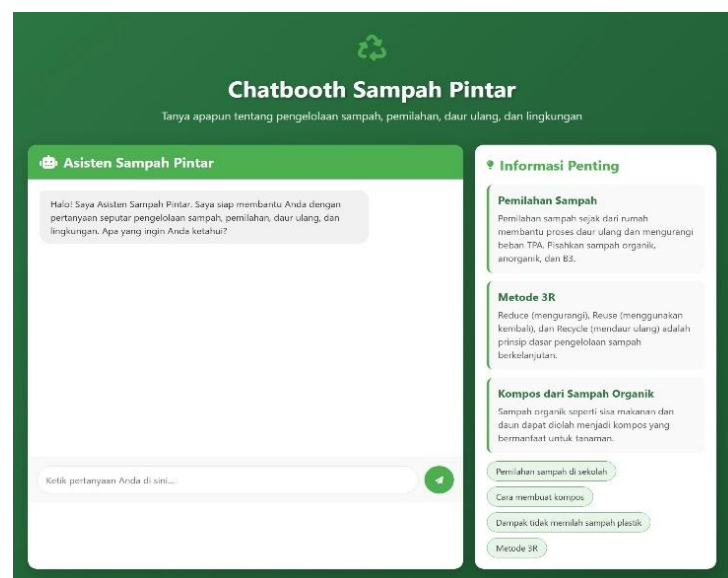 Chatbooth Sampah Pintar
Tanya apapun tentang pengelolaan sampah, pemilahan, daur ulang, dan lingkungan
Asisten Sampah Pintar
Halo! Saya Asisten Sampah Pintar. Saya siap membantu Anda dengan
pertanyaan seputar pengelolaan sampah, pemilahan, daur ulang, dan
lingkungan. Apa yang ingin Anda ketahui?
Ketik pertanyaan Anda di sini...
Informasi Penting
Pemilahan Sampah
Pemilahan sampah sejak dari rumah
membantu proses daur ulang dan mengurangi
beban TPA. Pisahkan sampah organik,
anorganik, dan B3.
Metode 3R
Reduce (mengurangi), Reuse (menggunakan
kembali), dan Recycle (mendaur ulang) adalah
prinsip dasar pengelolaan sampah
berkelanjutan.
Kompos dari Sampah Organik
Sampah organik seperti sisa makanan dan
daun dapat diolah menjadi kompos yang
bermanfaat untuk tanaman.
Pemilahan sampah di sekolah
Cara membuat kompos
Dampak tidak memilah sampah plastik
Metode 3R